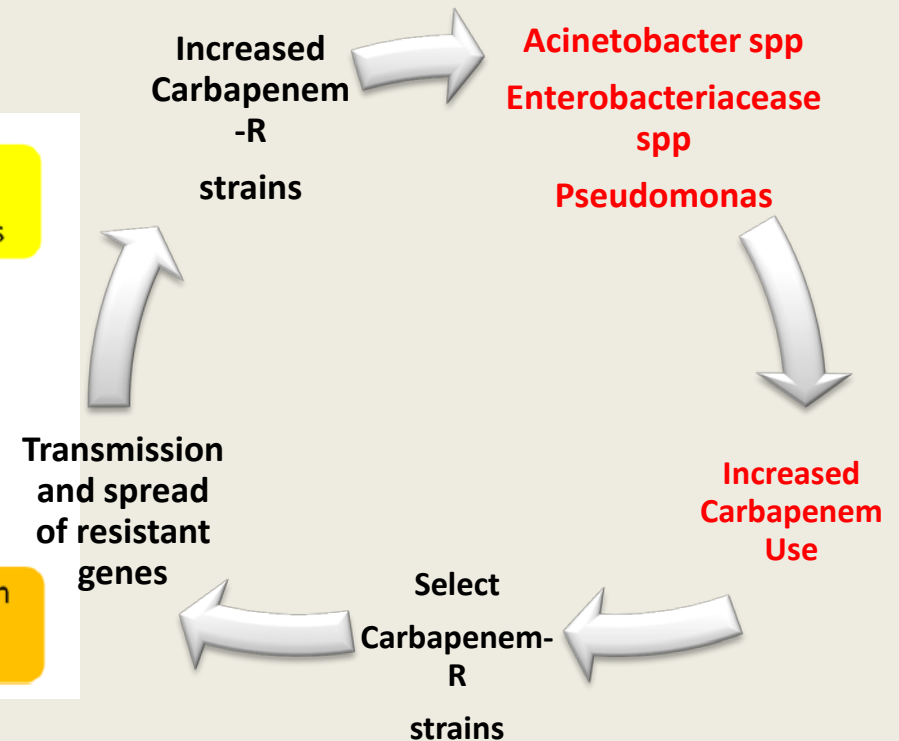 Increased
Carbapenem
-R
strains
Acinetobacter spp
Enterobacteriacease
spp
Pseudomonas
Increased
Carbapenem
Use
Select
Carbapenem-
R
strains
Transmission
and spread
of resistant
genes